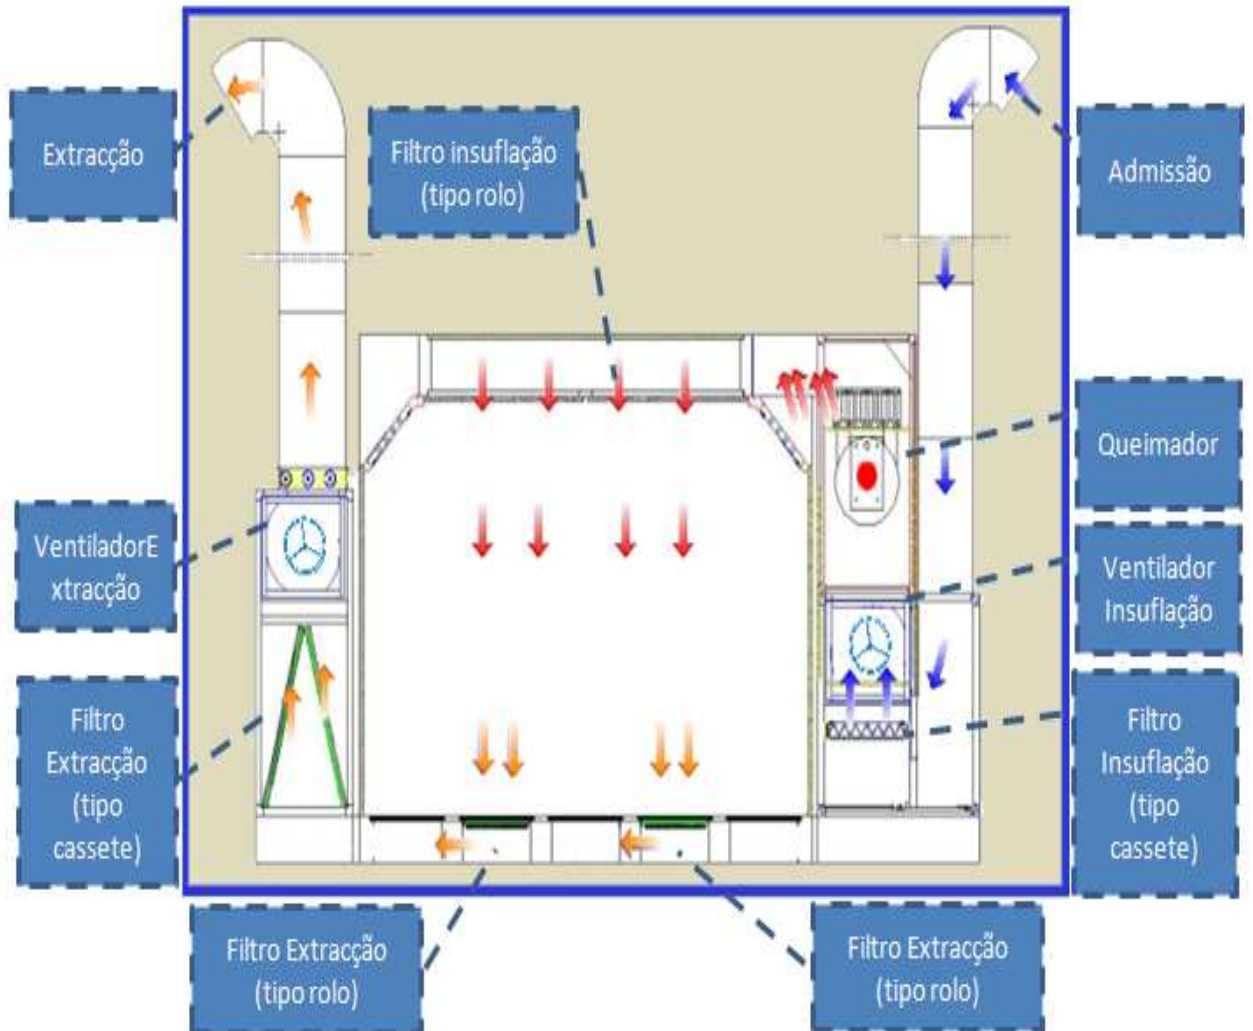 Extracção
Filtro insuflação
(tipo rolo)
Admissão
Queimador
VentiladorE
xtracção
Ventilador
Insuflação
Filtro
Extracção
(tipo
cassete)
Filtro
Insuflação
(tipo
cassete)
Filtro Extracção
(tipo rolo)
Filtro Extracção
(tipo rolo)